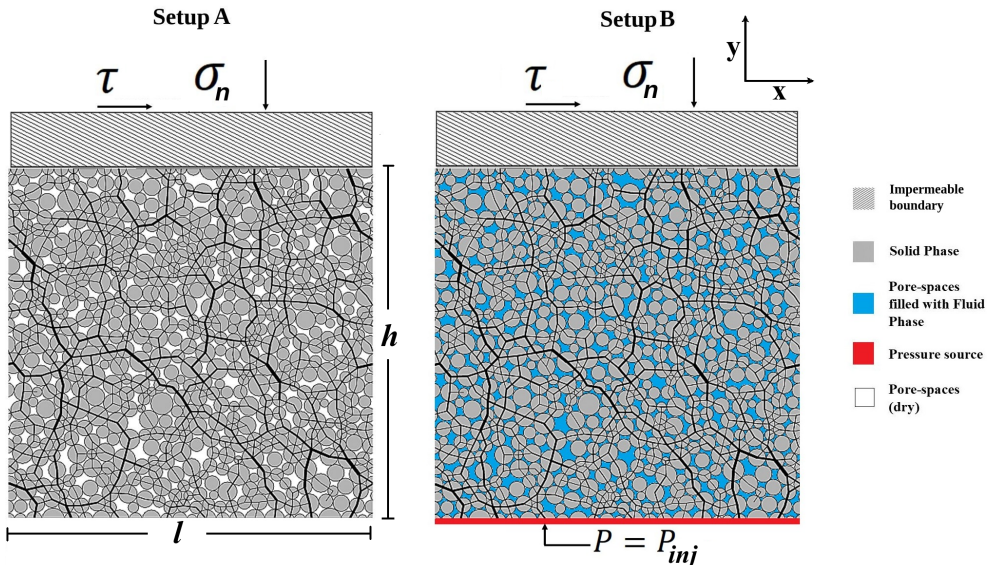 Setup A
Setup B
τ
σn
τ
σn
y
x
h
l
P = Pinj
Impermeable
boundary
Solid Phase
Pore-spaces
filled with Fluid
Phase
Pressure source
Pore-spaces
(dry)